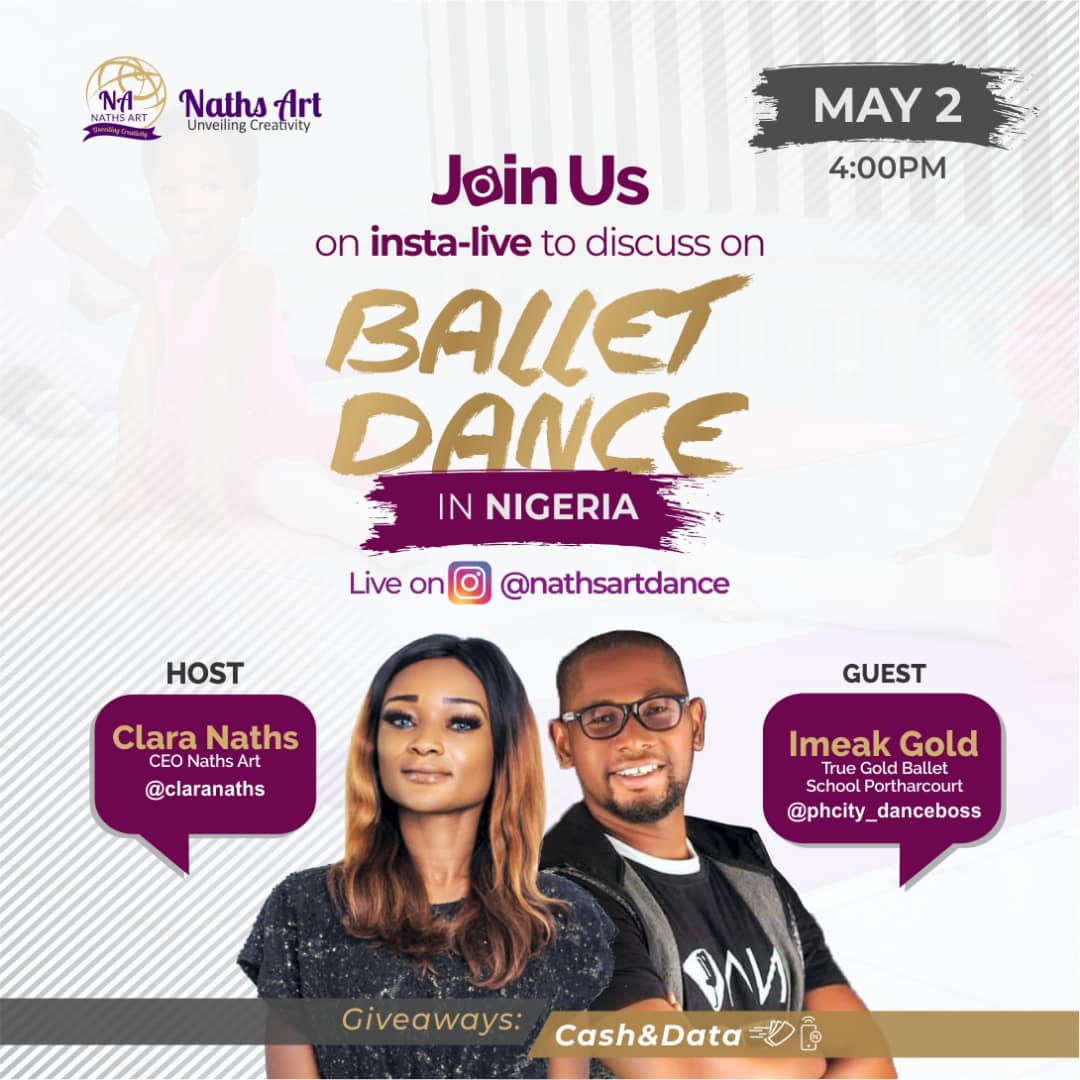 NA
NATHS ART
Unveiling Creativity
Naths Art
Unveiling Creativity
MAY 2
4:00PM
Join Us
on insta-live to discuss on
BALLET
DANCE
IN NIGERIA
Live on @nathsartdance
HOST
Clara Naths
CEO Naths Art
@claranaths
GUEST
Imeak Gold
True Gold Ballet
School Portharcourt
@phcity_danceboss
Giveaways:
Cash&Data